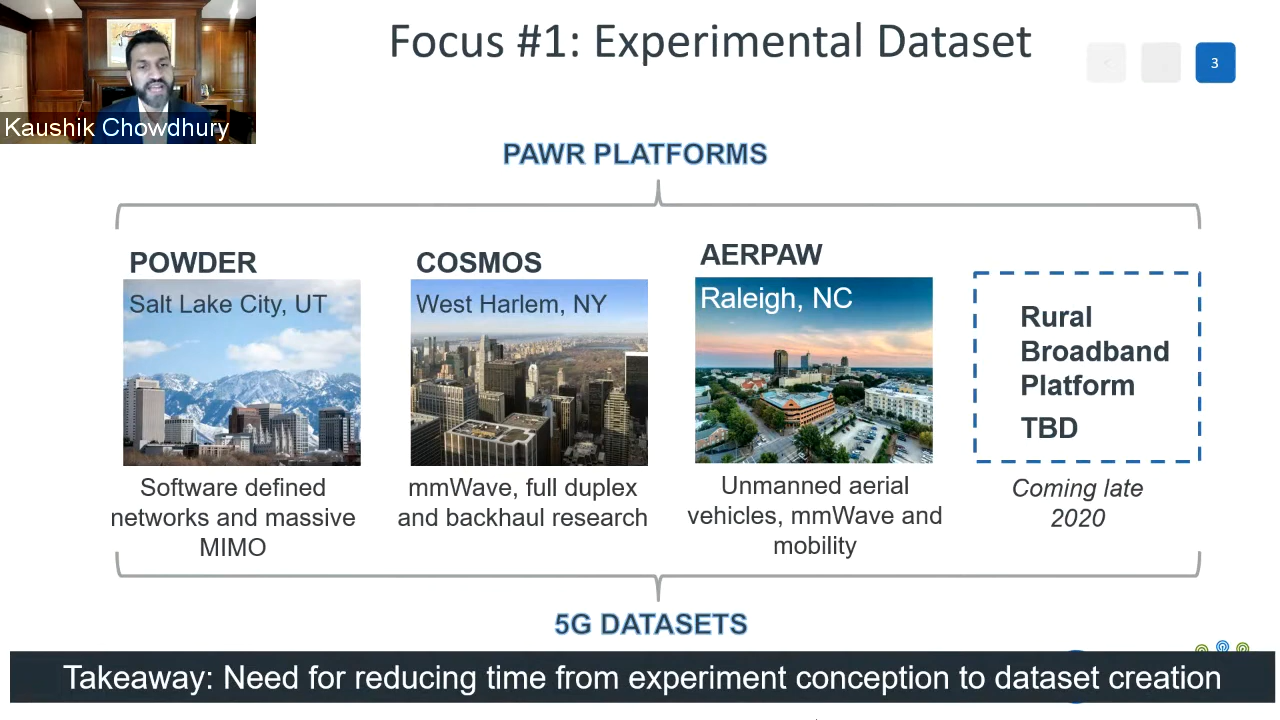 Focus #1: Experimental Dataset
3
Kaushik Chowdhury
PAWR PLATFORMS
POWDER
Salt Lake City, UT
Software defined
networks and massive
MIMO
COSMOS
West Harlem, NY
mmWave, full duplex
and backhaul research
AERPAW
Raleigh, NC
Unmanned aerial
vehicles, mmWave and
mobility
Rural
Broadband
Platform
TBD
Coming late
2020
5G DATASETS
Takeaway: Need for reducing time from experiment conception to dataset creation